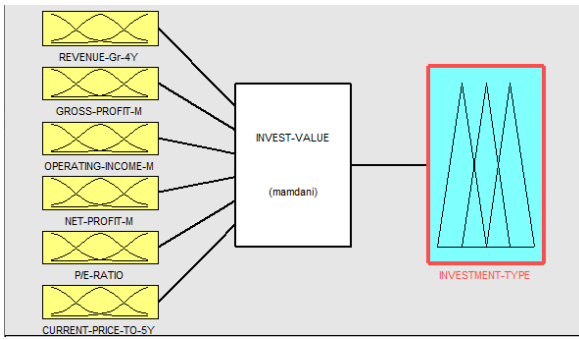 REVENUE-Gr-4Y
GROSS-PROFIT-M
OPERATING-INCOME-M
NET-PROFIT-M
P/E-RATIO
CURRENT-PRICE-TO-5Y
INVEST-VALUE
(mamdani)
INVESTMENT-TYPE